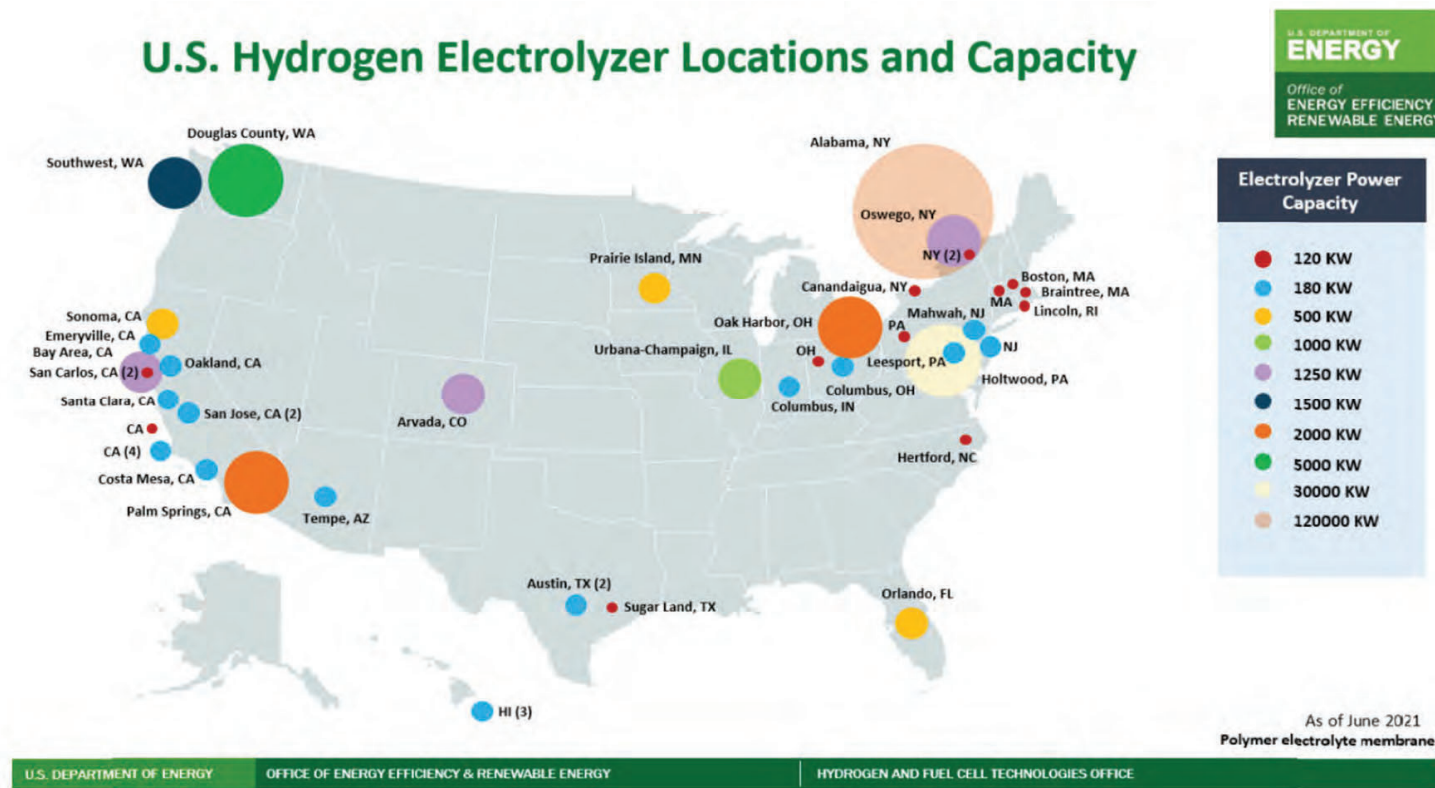 U.S. Hydrogen Electrolyzer Locations and Capacity
U.S. DEPARTMENT OF
ENERGY
Office of
ENERGY EFFICIENCY
RENEWABLE ENERGY
Douglas County, WA
Southwest, WA
Alabama, NY
Oswego, NY
NY (2)
Prairie Island, MN
Canandaigua, NY
Boston, MA
Braintree, MA
MA
Lincoln, RI
Mahwah, NJ
Sonoma, CA
Emeryville, CA
Bay Area, CA
Oakland, CA
San Carlos, CA (2)
Santa Clara, CA
San Jose, CA (2)
CA
CA (4)
Costa Mesa, CA
Palm Springs, CA
Tempe, AZ
Arvada, CO
Oak Harbor, OH
PA
Urbana-Champaign, IL
OH
Leesport, PA
NJ
Holtwood, PA
Columbus, OH
Columbus, IN
Hertford, NC
Austin, TX (2)
Sugar Land, TX
Orlando, FL
HI (3)
Electrolyzer Power
Capacity
120 KW
180 KW
500 KW
1000 KW
1250 KW
1500 KW
2000 KW
5000 KW
30000 KW
120000 KW
As of June 2021
Polymer electrolyte membrane
U.S. DEPARTMENT OF ENERGY
OFFICE OF ENERGY EFFICIENCY & RENEWABLE ENERGY
HYDROGEN AND FUEL CELL TECHNOLOGIES OFFICE